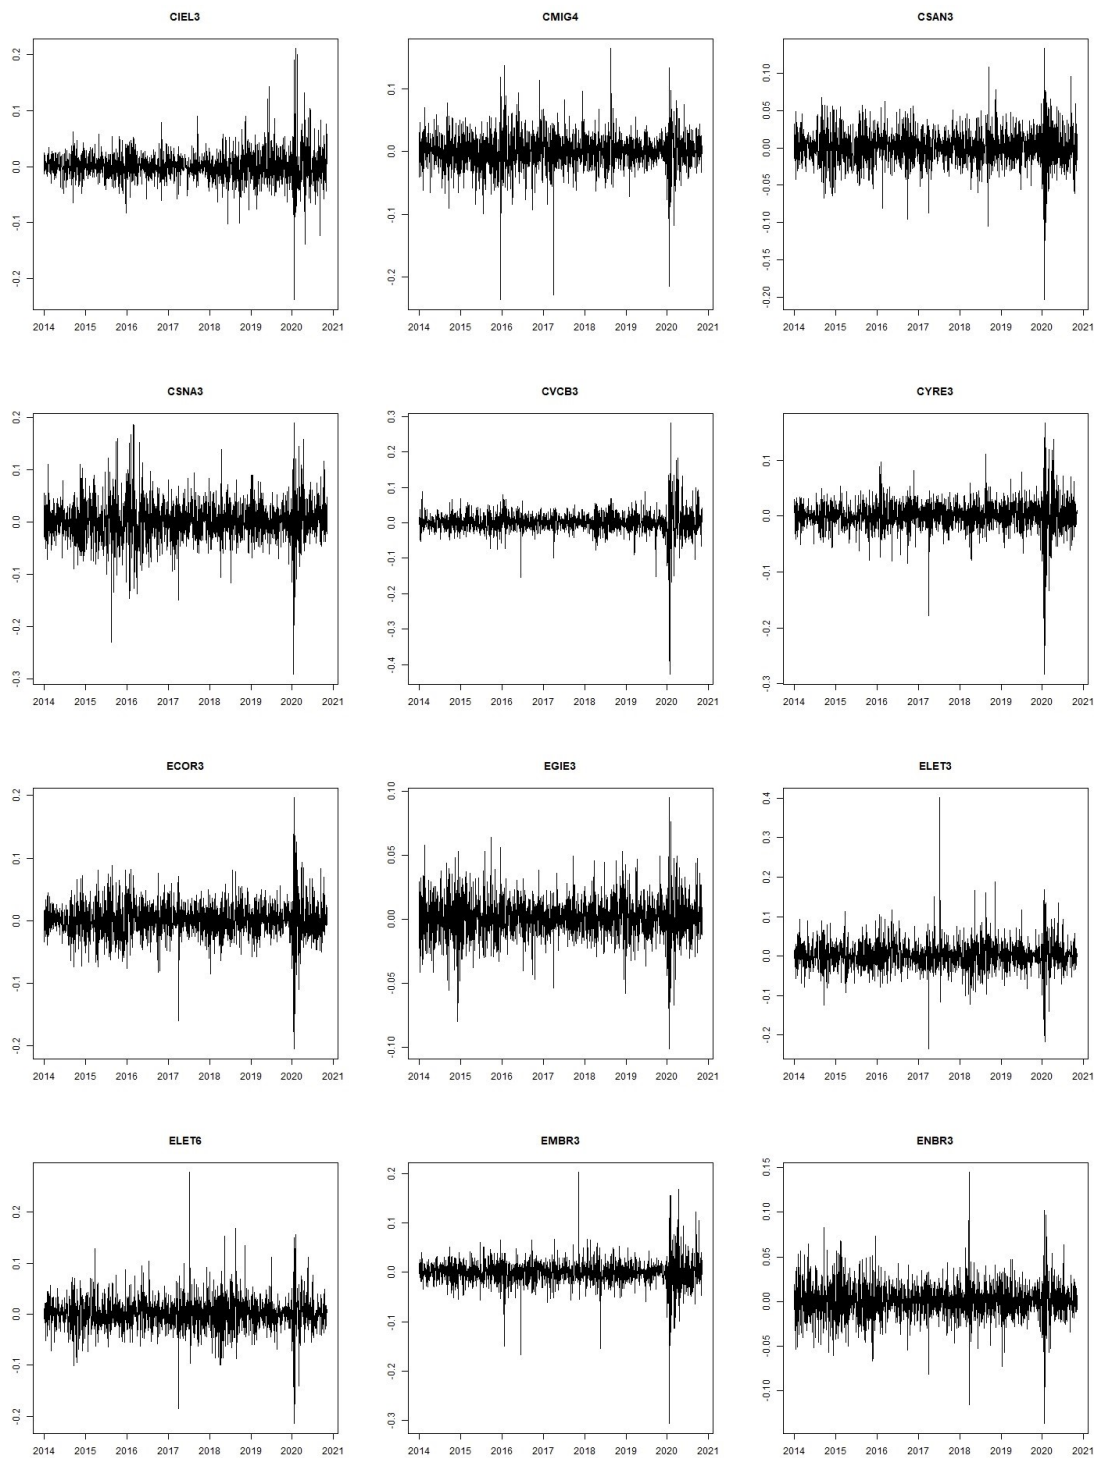 CIEL3 CMIG4 CSAN3
0.2 0.1 0.0 -0.1 -0.2
0.1 0.0 -0.1 -0.2
0.10 0.05 0.00 -0.05 -0.10 -0.15 -0.20
2014 2015 2016 2017 2018 2019 2020 2021
2014 2015 2016 2017 2018 2019 2020 2021
2014 2015 2016 2017 2018 2019 2020 2021
CSNA3 CVCB3 CYRE3
0.2 0.1 0.0 -0.1 -0.2 -0.3
0.3 0.2 0.1 0.0 -0.1 -0.2 -0.3 -0.4
0.1 0.0 -0.1 -0.2 -0.3
2014 2015 2016 2017 2018 2019 2020 2021
2014 2015 2016 2017 2018 2019 2020 2021
2014 2015 2016 2017 2018 2019 2020 2021
ECOR3 EGIE3 ELET3
0.2 0.1 0.0 -0.1 -0.2
0.10 0.05 0.00 -0.05 -0.10
0.4 0.3 0.2 0.1 0.0 -0.1 -0.2
2014 2015 2016 2017 2018 2019 2020 2021
2014 2015 2016 2017 2018 2019 2020 2021
2014 2015 2016 2017 2018 2019 2020 2021
ELET6 EMBR3 ENBR3
0.2 0.1 0.0 -0.1 -0.2
0.2 0.1 0.0 -0.1 -0.2 -0.3
0.15 0.10 0.05 0.00 -0.05 -0.10
2014 2015 2016 2017 2018 2019 2020 2021
2014 2015 2016 2017 2018 2019 2020 2021
2014 2015 2016 2017 2018 2019 2020 2021